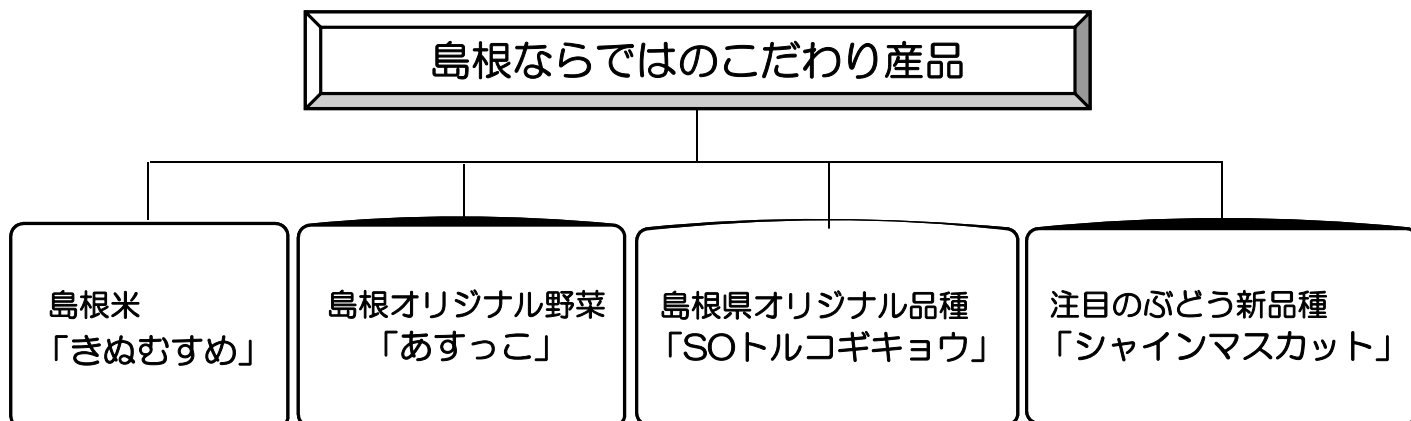 島根ならではのこだわり産品
島根米
「きぬむすめ」
島根オリジナル野菜
「あすっこ」
島根県オリジナル品種
「SOトルコギキョウ」
注目のぶどう新品種
「シャインマスカット」